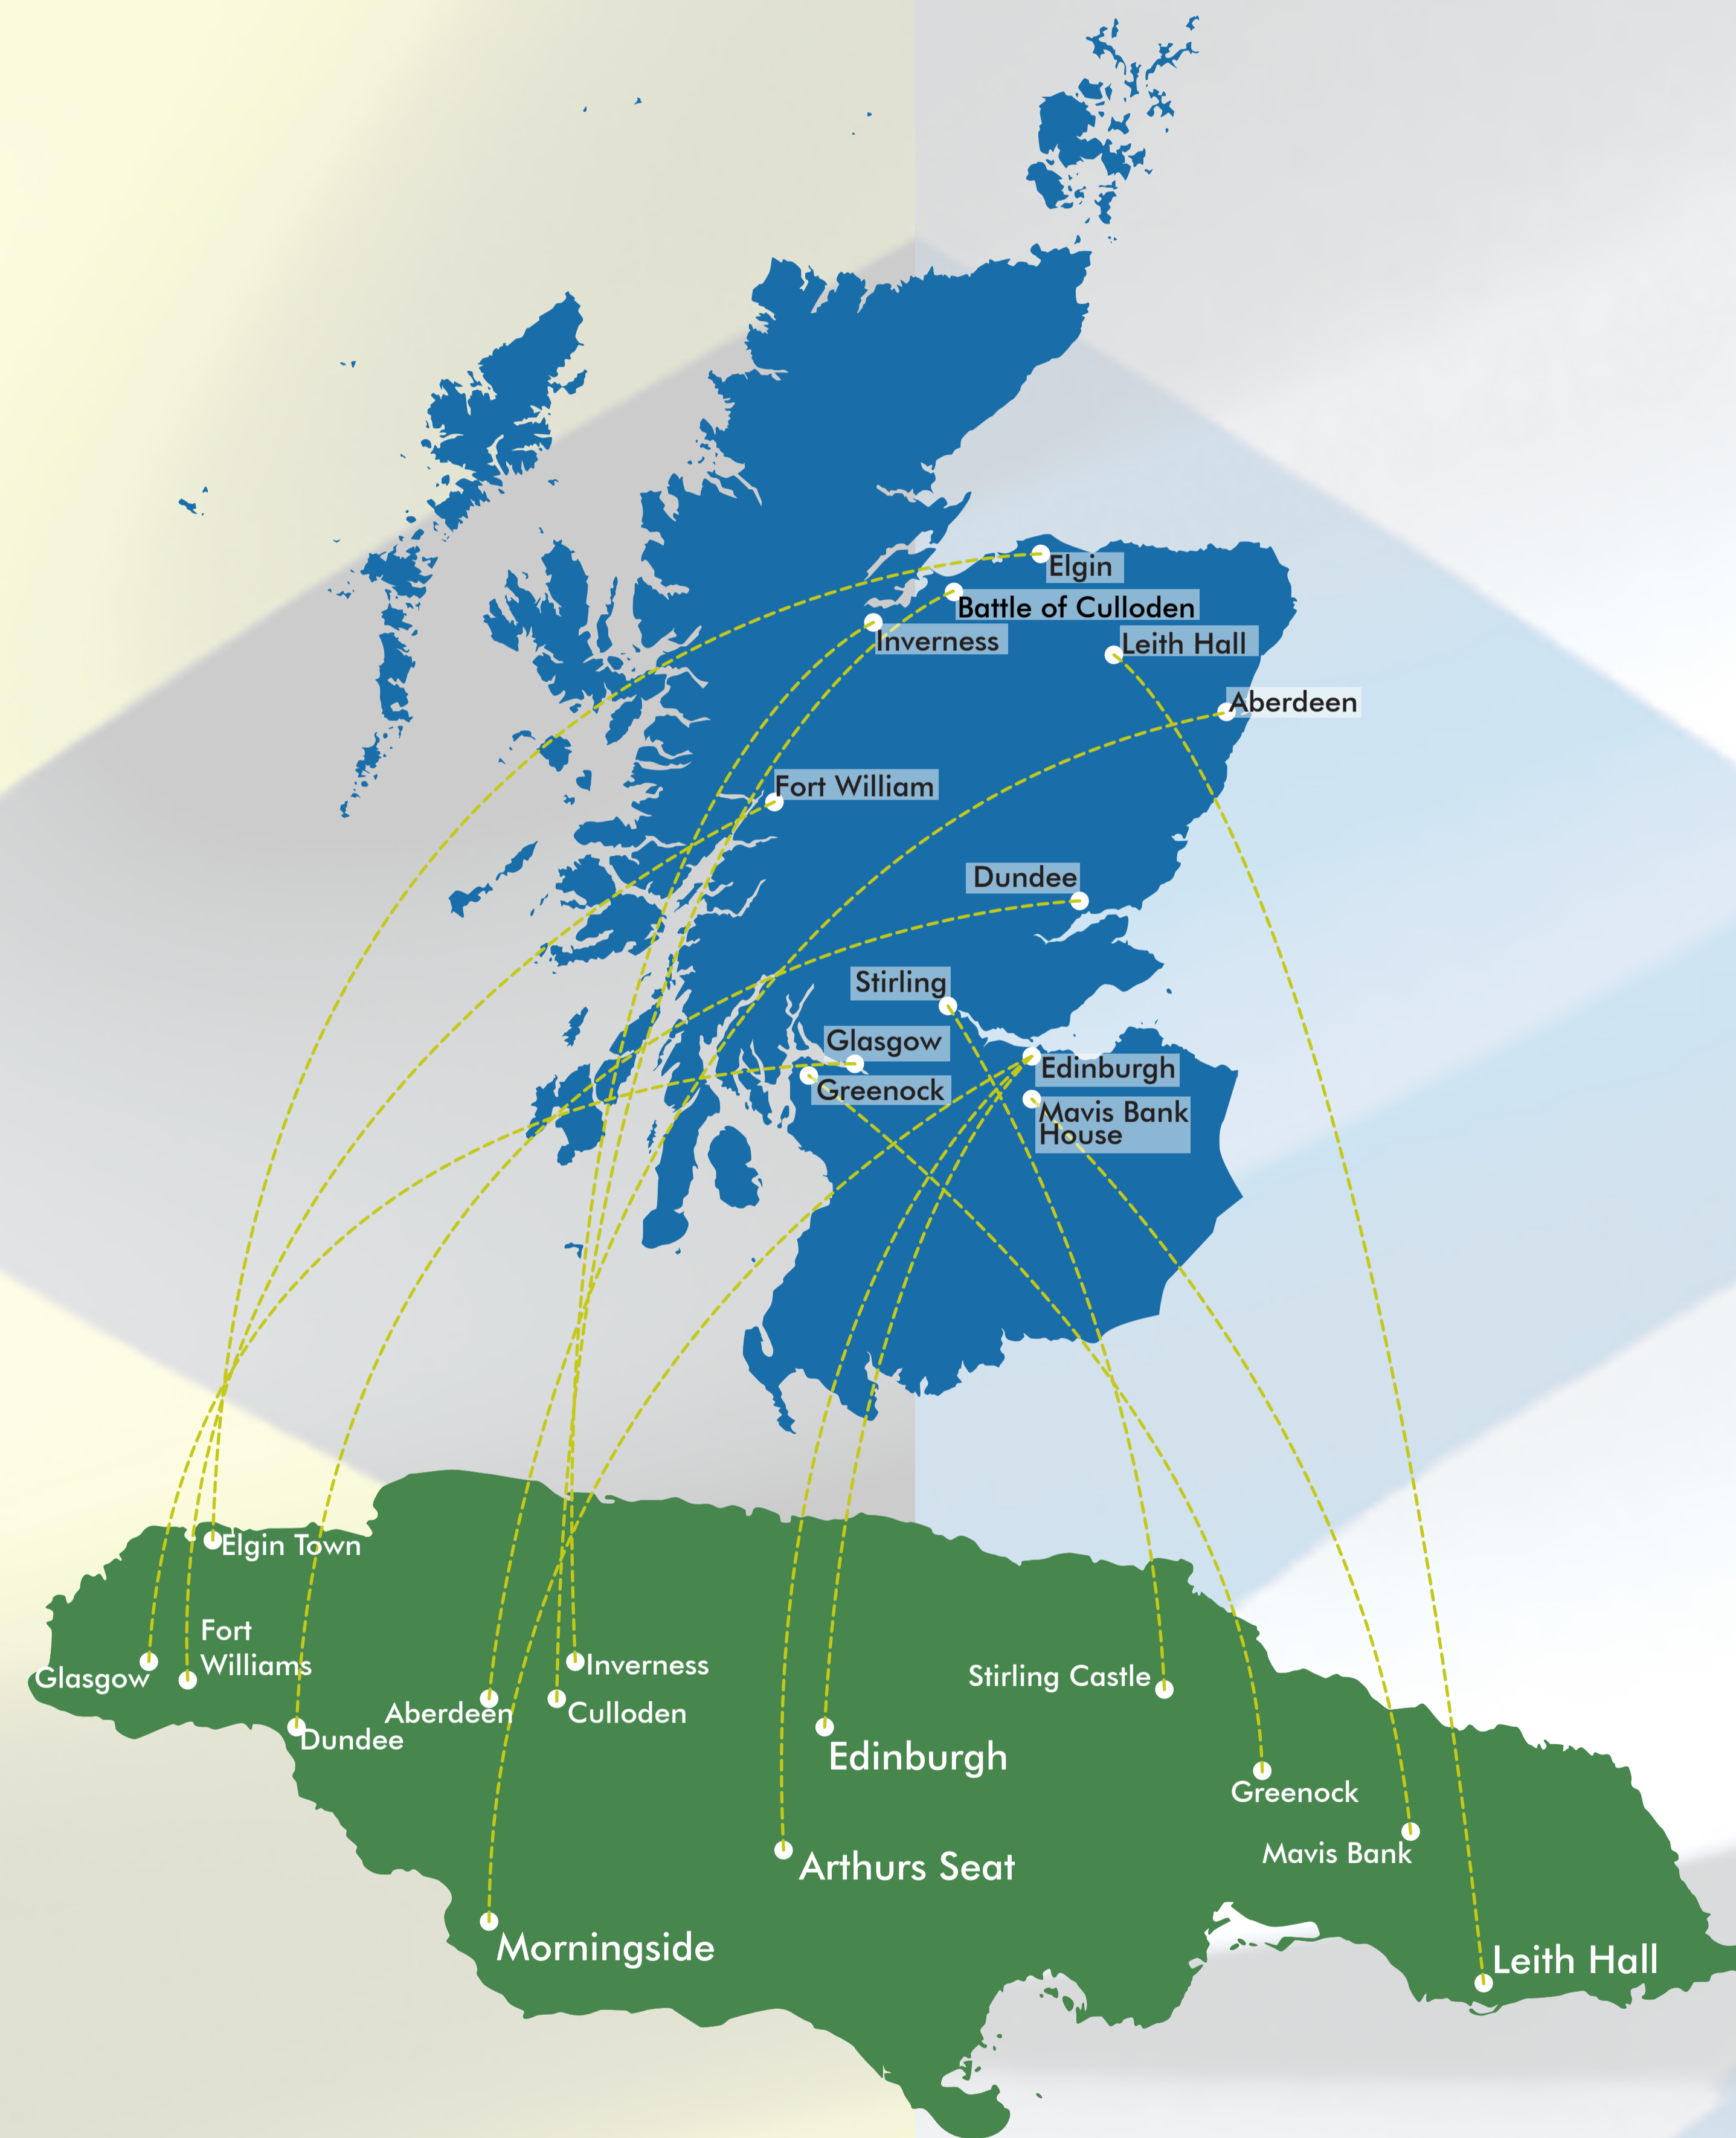 Elgin
Battle of Culloden
Inverness
Leith Hall
Aberdeen
Fort William
Dundee
Stirling
Glasgow
Edinburgh
Greenock
Mavis Bank
House
Elgin Town
Fort
Williams
Glasgow
Inverness
Stirling Castle
Aberdeen
Culloden
Dundee
Edinburgh
Greenock
Mavis Bank
Arthurs Seat
Morningside
Leith Hall